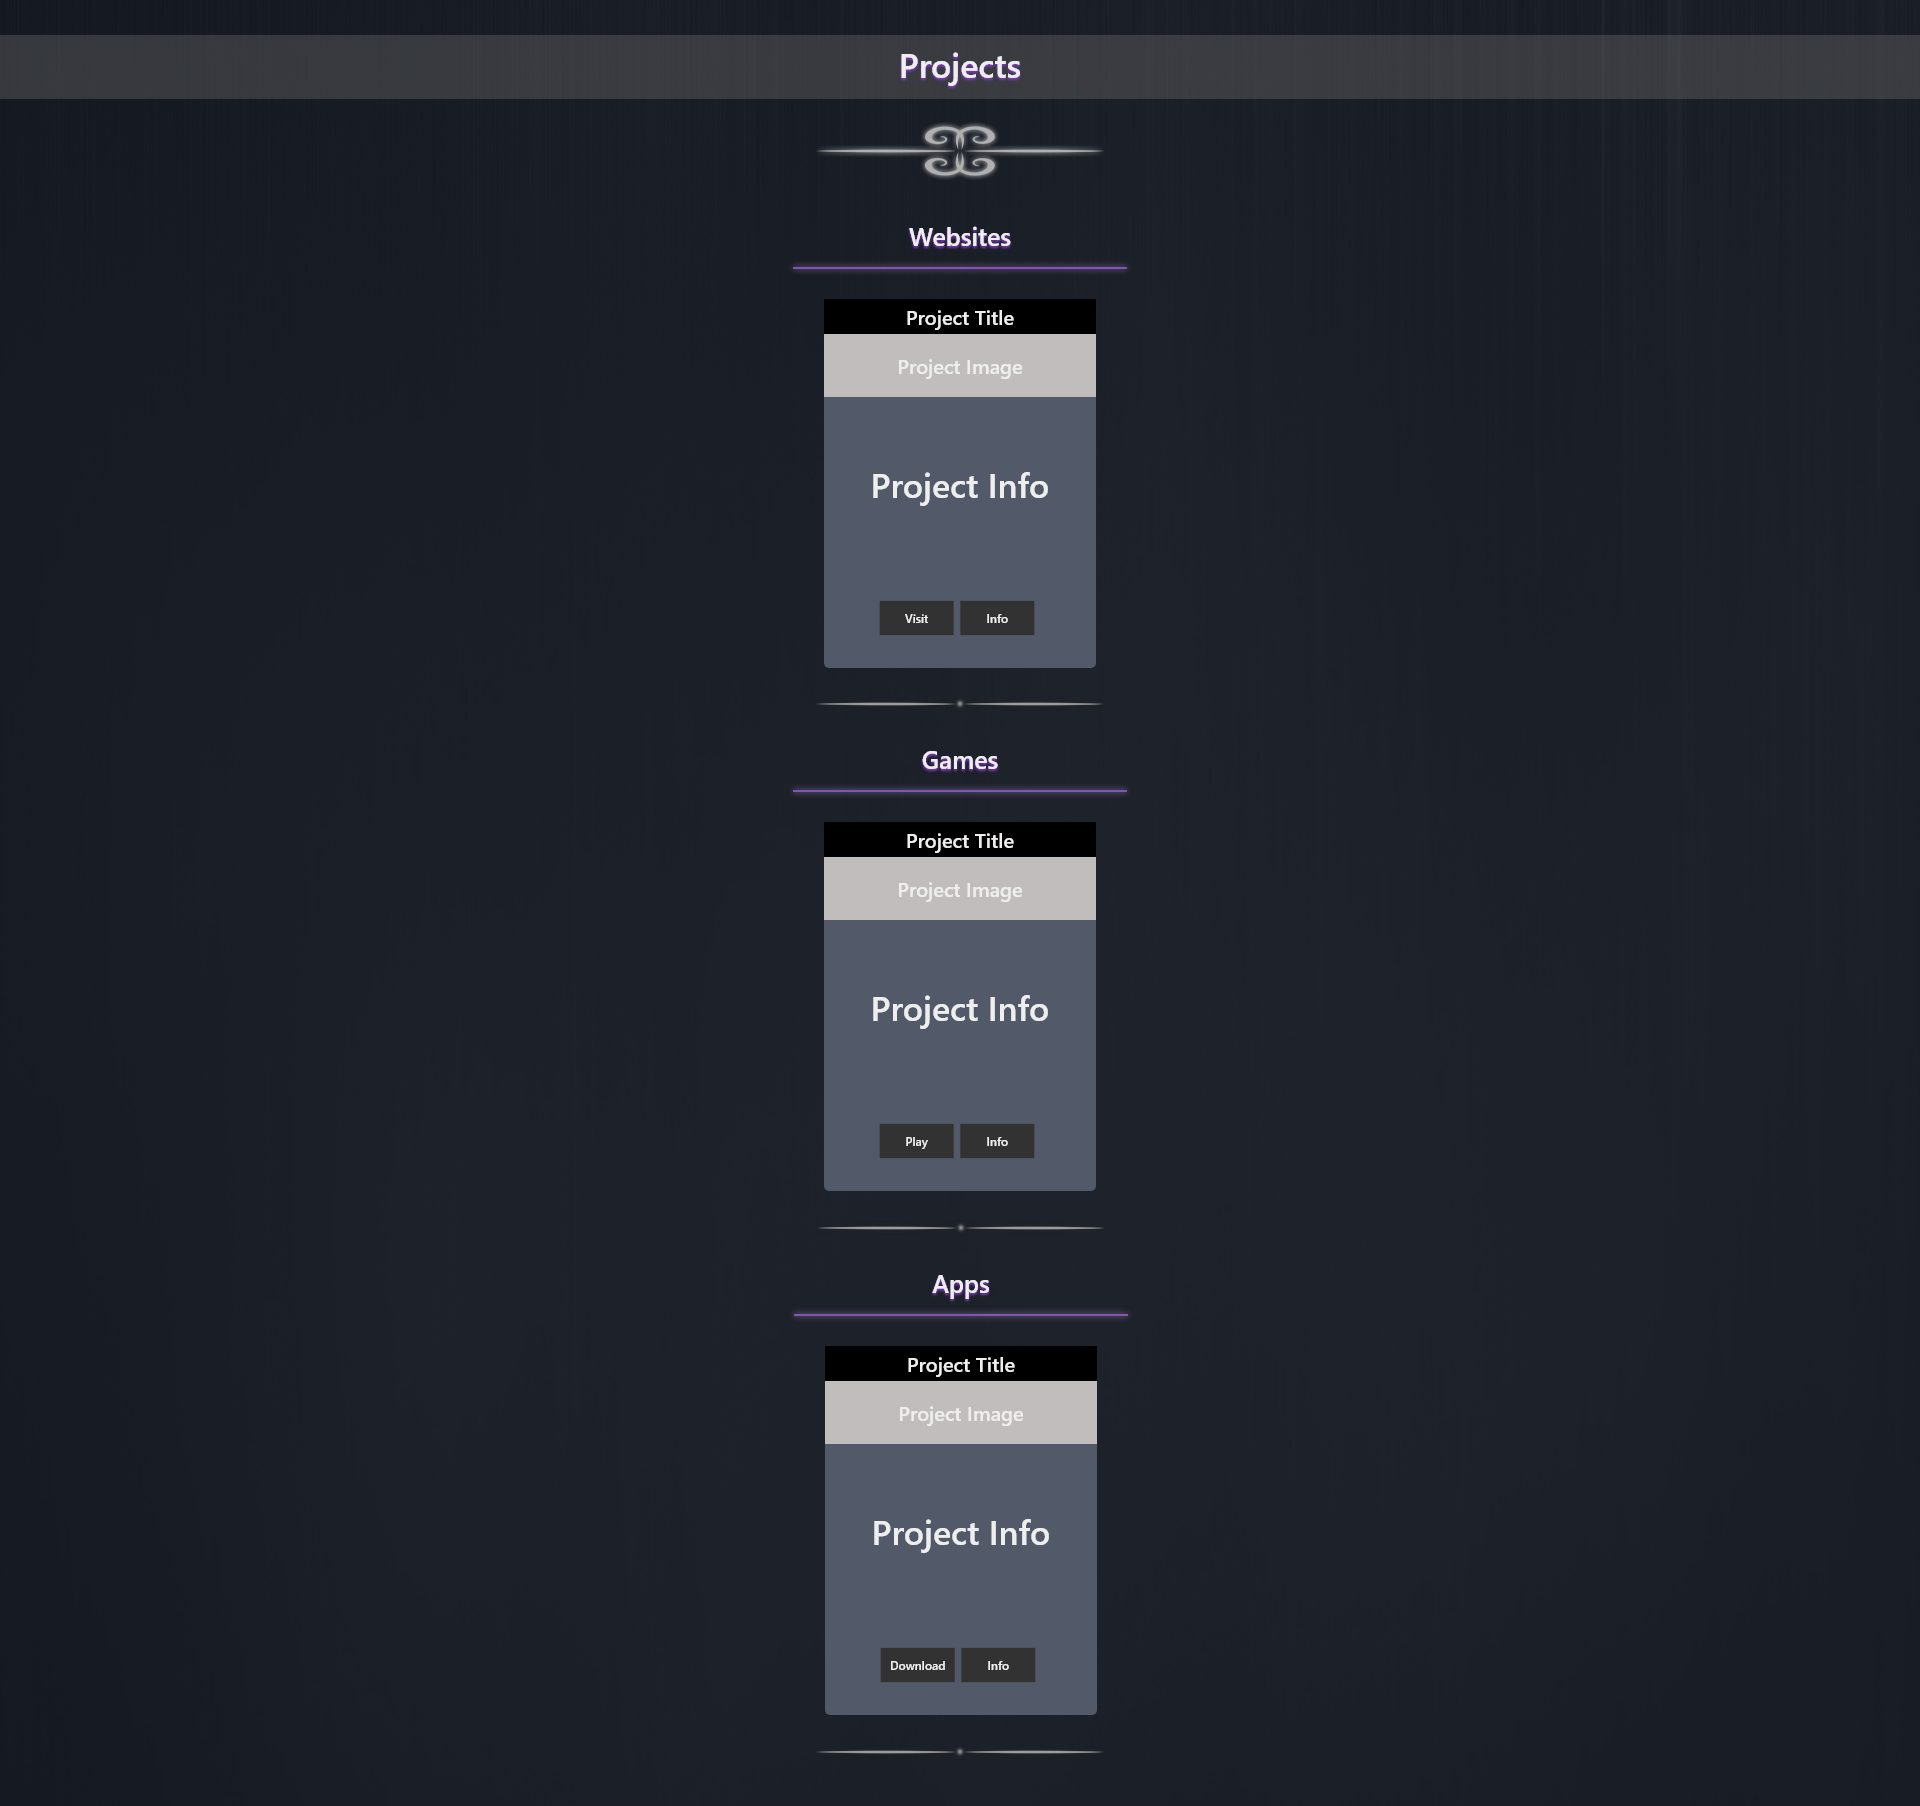 Projects
Websites
Project Title
Project Image
Project Info
Visit Info
Games
Project Title
Project Image
Project Info
Play Info
Apps
Project Title
Project Image
Project Info
Download Info